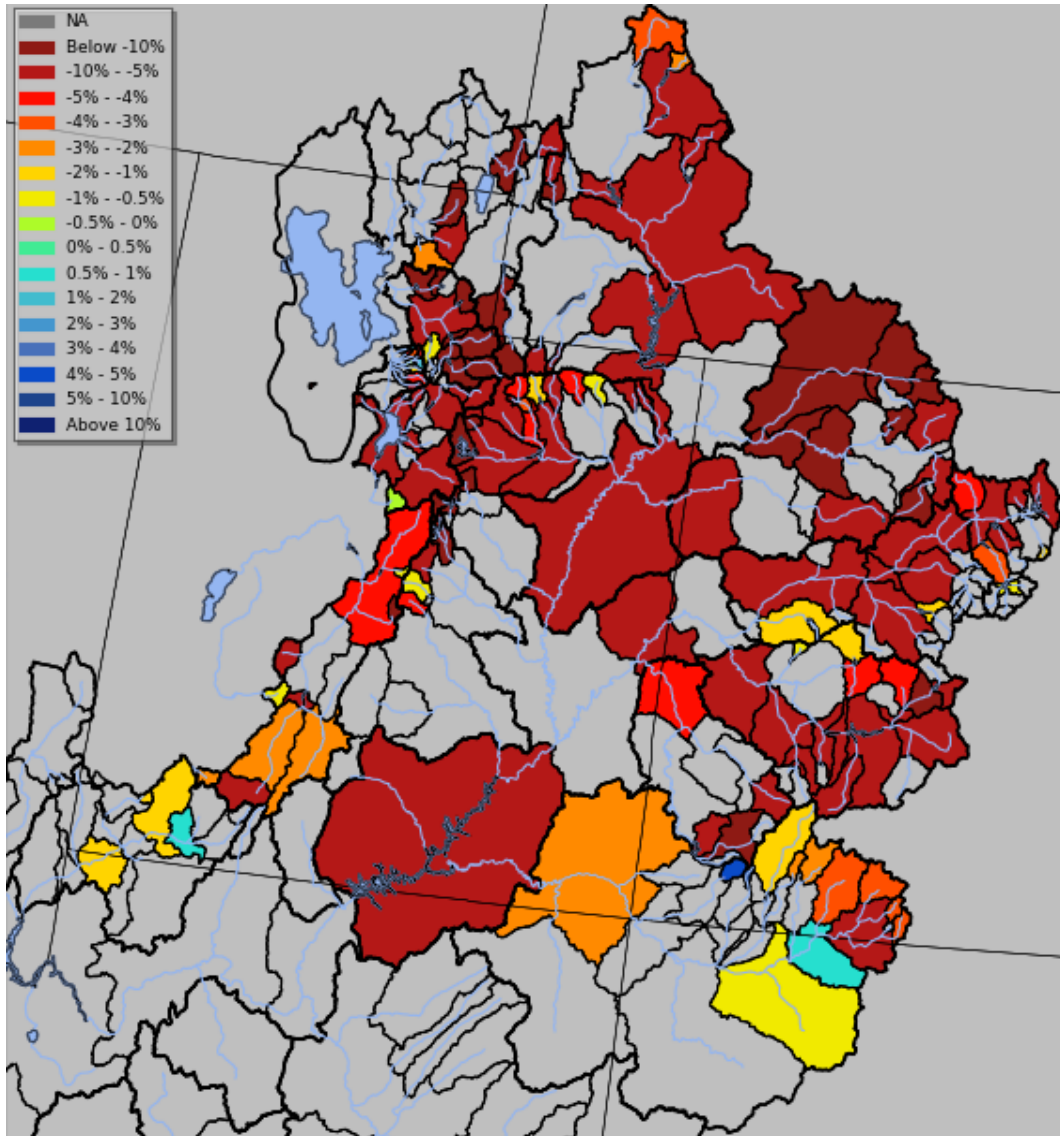 NA
Below -10%
-10% - -5%
-5% - -4%
-4% - -3%
-3% - -2%
-2% - -1%
-1% - -0.5%
-0.5% - 0%
0% - 0.5%
0.5% - 1%
1% - 2%
2% - 3%
3% - 4%
4% - 5%
5% - 10%
Above 10%